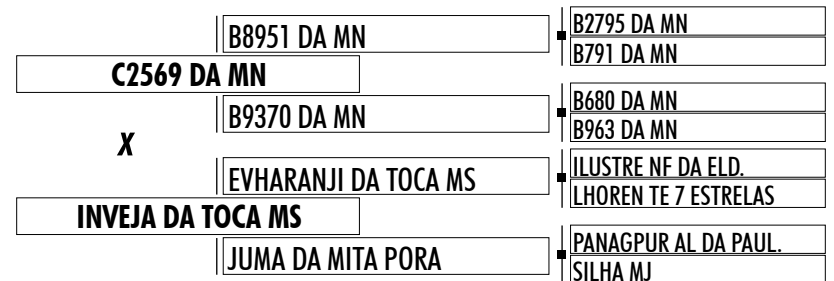 B8951 DA MN
B2795 DA MN
B791 DA MN
C2569 DA MN
B9370 DA MN
B680 DA MN
B963 DA MN
X
EVHARANJI DA TOCA MS
ILUSTRE NF DA ELD.
LHOREN TE 7 ESTRELAS
INVEJA DA TOCA MS
JUMA DA MITA PORA
PANAGPUR AL DA PAUL.
SILHA MJ